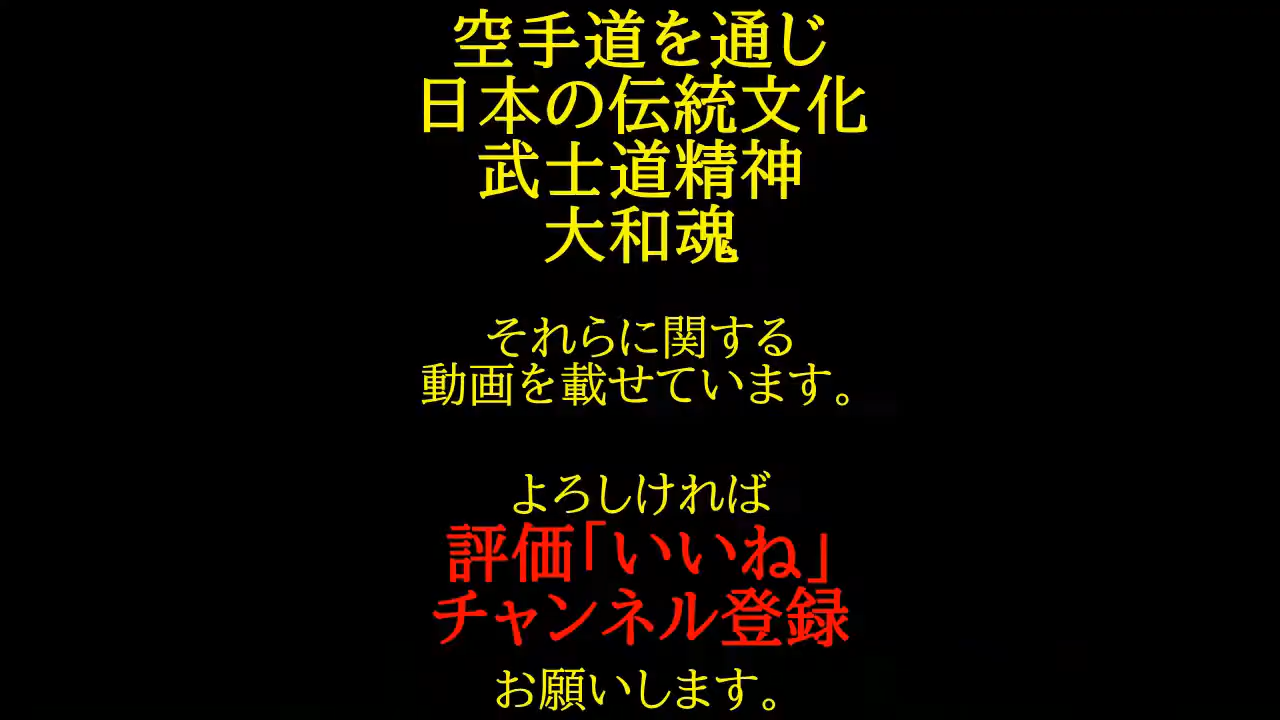 空手道を通じ
日本の伝統文化
武士道精神
大和魂
それらに関する
動画を載せています。
よろしければ
評価「いいね」
チャンネル登録
お願いします。